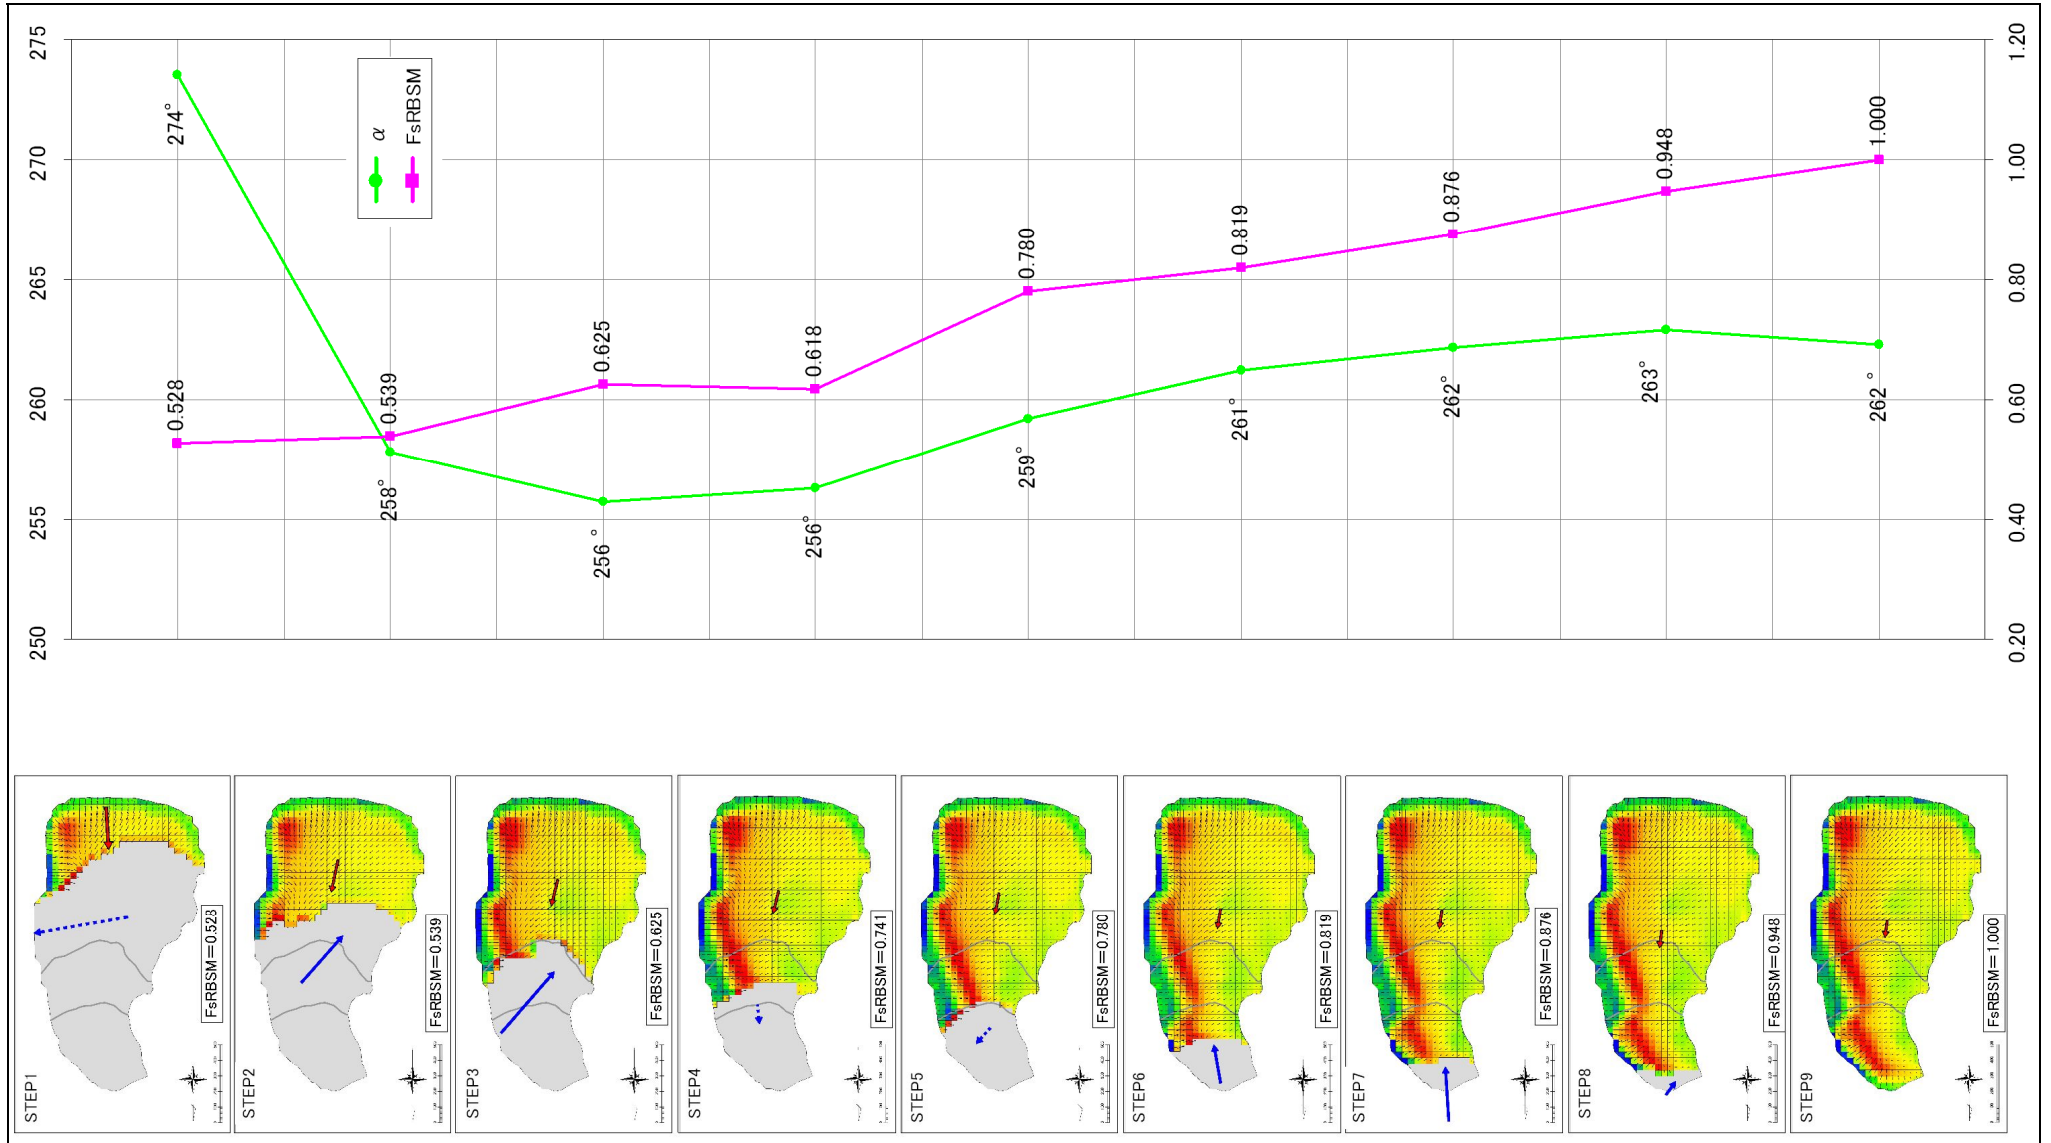 275
270
265
260
255
250
1.20
1.00
0.80
0.60
0.40
0.20
α
FsRBSM
274°
258°
256°
256°
259°
261°
262°
263°
262°
0.528
0.539
0.625
0.618
0.780
0.819
0.876
0.948
1.000
STEP1
FsRBSM=0.528
STEP2
FsRBSM=0.539
STEP3
FsRBSM=0.625
STEP4
FsRBSM=0.741
STEP5
FsRBSM=0.780
STEP6
FsRBSM=0.819
STEP7
FsRBSM=0.876
STEP8
FsRBSM=0.948
STEP9
FsRBSM=1.000